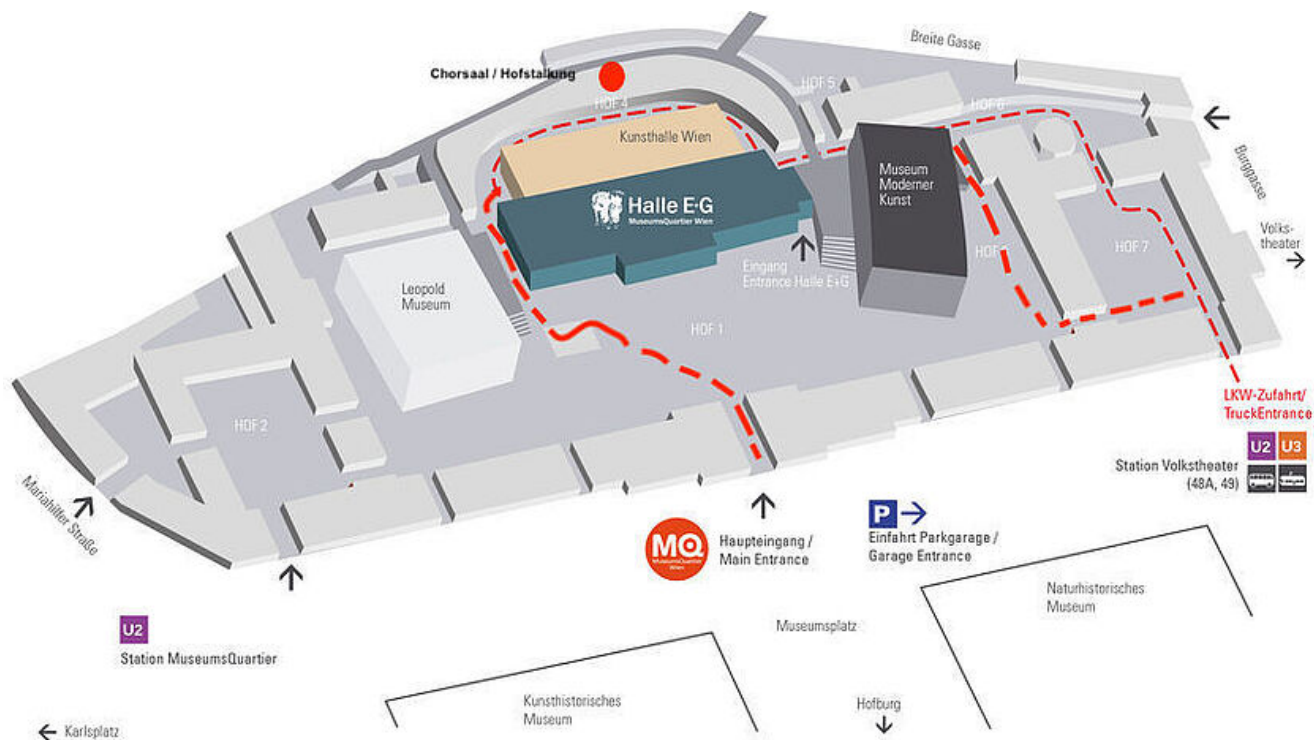 Breite Gasse
Chorsaal / Hofstallung
HOF 5
HOF 4
HOF 6
Kunsthalle Wien
Burggasse
Museum
Moderner
Kunst
Halle E+G
MuseumsQuartier Wien
Volks-
theater
HOF 7
Eingang
Entrance Halle E+G
Leopold
Museum
HOF 1
LKW-Zufahrt/
TruckEntrance
HOF 2
U2 U3
Station Volkstheater
(48A, 49)
Mariahilfer Straße
MQ
MuseumsQuartier
Wien
Haupteingang /
Main Entrance
P
Einfahrt Parkgarage /
Garage Entrance
Naturhistorisches
Museum
U2
Station MuseumsQuartier
Museumsplatz
Kunsthistorisches
Museum
Hofburg
Karlsplatz